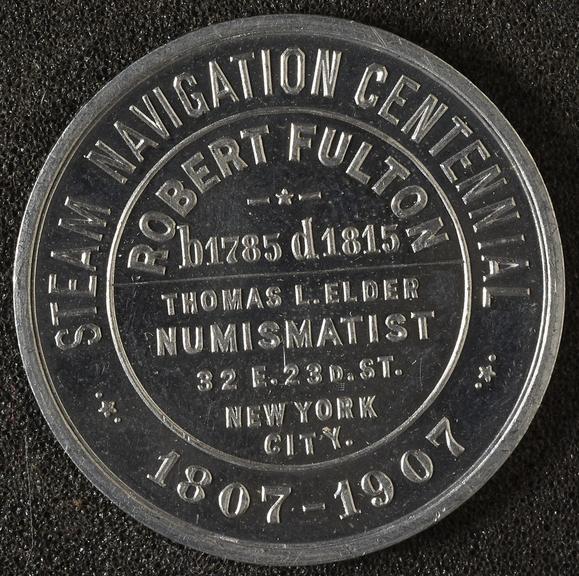 STEAM NAVIGATION CENTENNIAL
ROBERT FULTON
b1785 d1815
THOMAS L. ELDER
NUMISMATIST
32 E. 23D. ST.
NEW YORK
CITY.
1807-1907